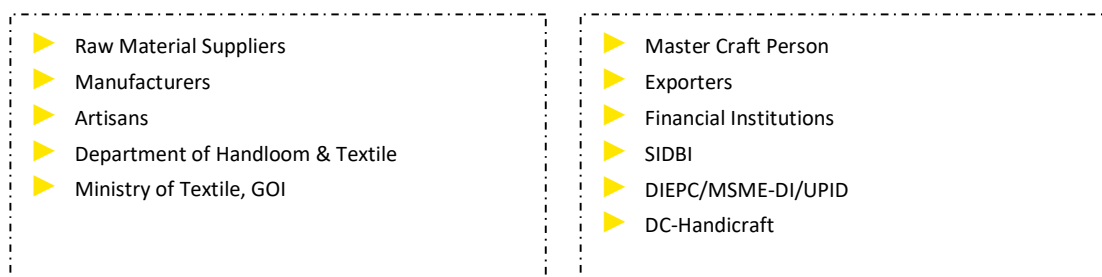 Raw Material Suppliers
Manufacturers
Artisans
Department of Handloom & Textile
Ministry of Textile, GOI
Master Craft Person
Exporters
Financial Institutions
SIDBI
DIEPC/MSME-DI/UPID
DC-Handicraft